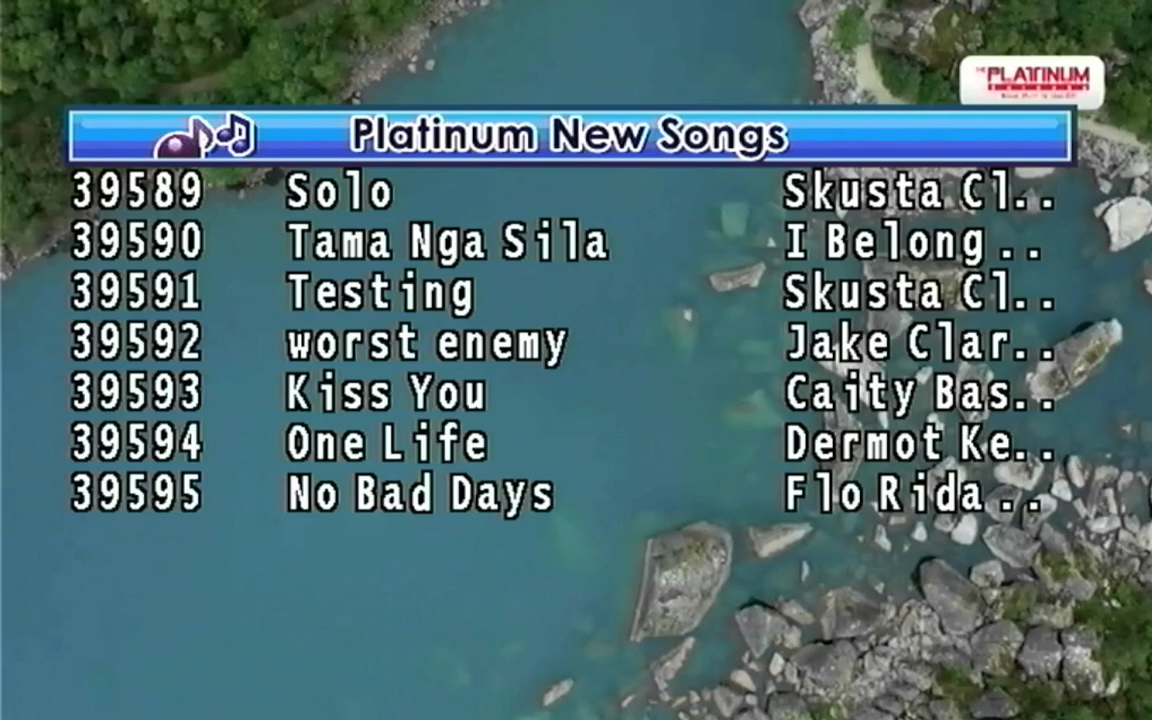 PLATINUM
Platinum New Songs
39589 Solo Skusta Cl..
39590 Tama Nga Sila I Belong ..
39591 Testing Skusta Cl..
39592 worst enemy Jake Clar..
39593 Kiss You Caity Bas..
39594 One Life Dermot Ke..
39595 No Bad Days Flo Rida ..